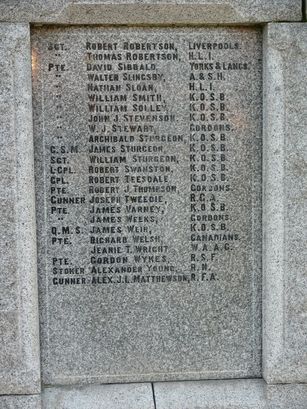 SGT. ROBERT ROBERTSON, LIVERPOOLS.
THOMAS ROBERTSON, H.L.I.
PTE. DAVID SIBBALD, YORKS & LANCS.
" WALTER SLINGSBY, A.& S.H.
" NATHAN SLOAN, H.L.I.
" WILLIAM SMITH, K.O.S.B.
" WILLIAM SOLLEY, K.O.S.B.
" JOHN J. STEVENSON, K.O.S.B.
" W. J. STEWART, GORDONS.
" ARCHIBALD STURGEON, K.O.S.B.
C.S.M. JAMES STURGEON, K.O.S.B.
SGT. WILLIAM STURGEON, K.O.S.B.
L-CPL. ROBERT SWANSTON, K.O.S.B.
CPL. ROBERT TEESDALE, K.O.S.B.
PTE. ROBERT J. THOMPSON, GORDONS.
GUNNER JOSEPH TWEEDIE, R.G.A.
PTE. JAMES VARNEY, K.O.S.B.
" JAMES WEEKS, GORDONS.
Q.M.S. JAMES WEIR, K.O.S.B.
PTE. RICHARD WELSH, CANADIANS.
JEANIE T. WRIGHT, W.A.A.C.
PTE. GORDON WYKES, R.S.F.
STOKER ALEXANDER YOUNG, R.N.
GUNNER ALEX. J.L. MATTHEWSON, R.F.A.